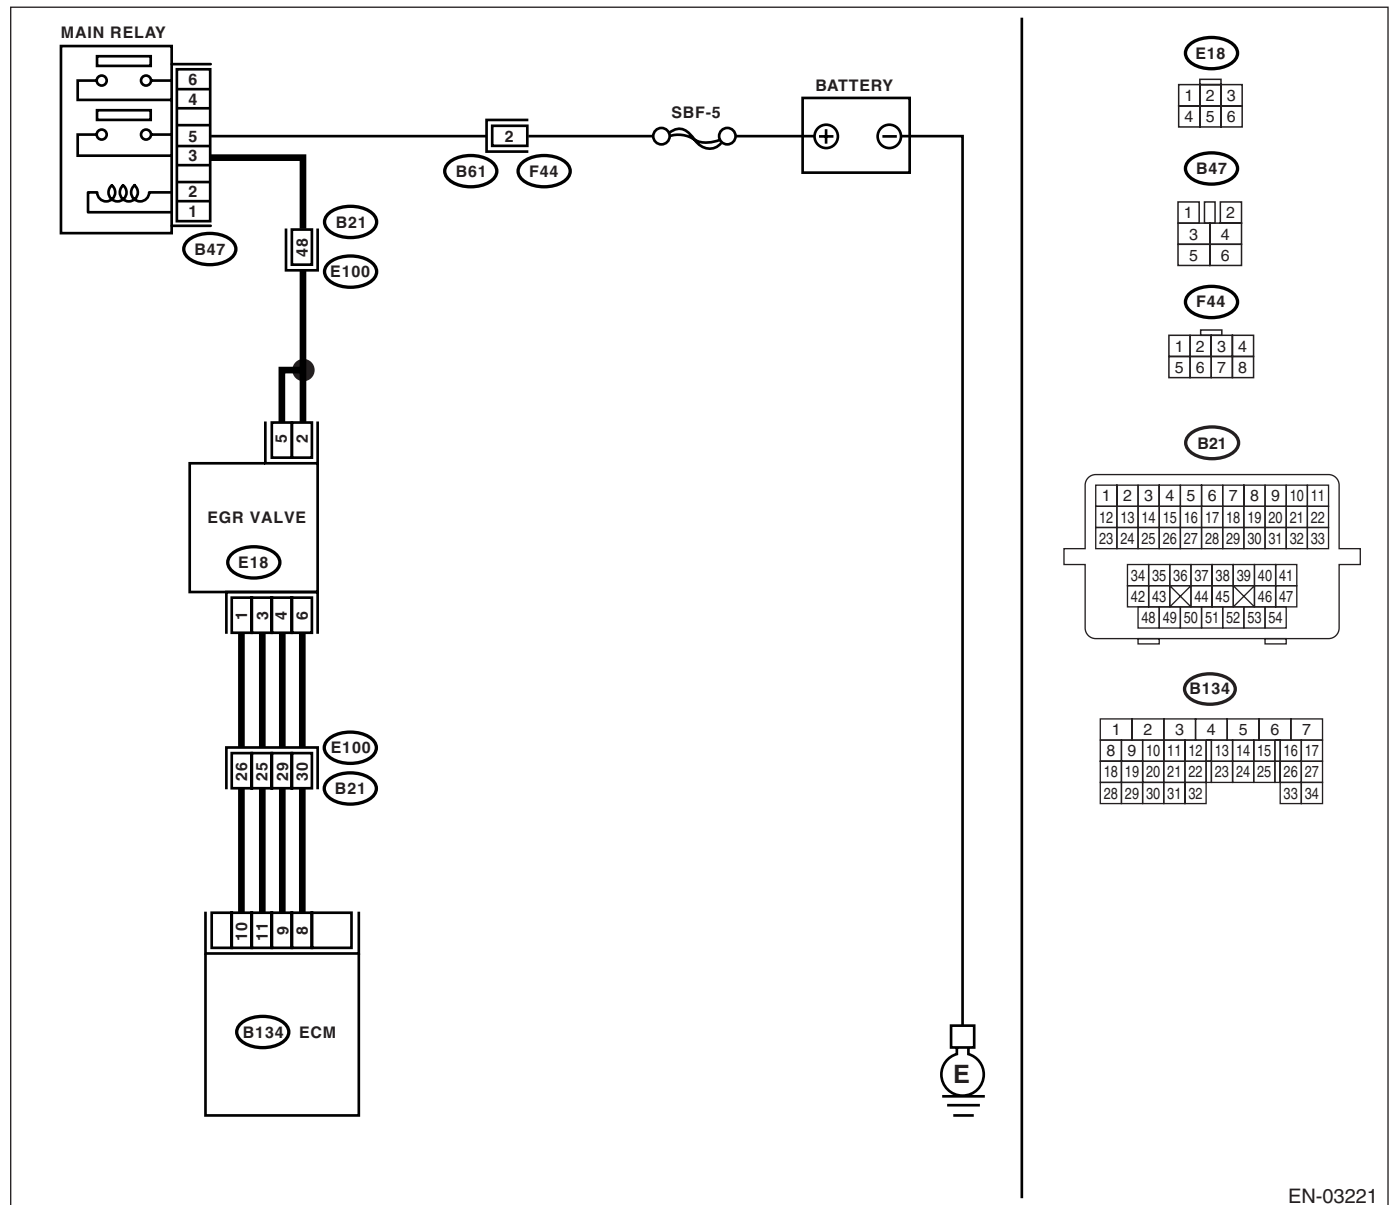 MAIN RELAY
6
4
5
3
2
1
B47
2
B61 F44
SBF-5
BATTERY
+ −
48
B21
E100
5 2
EGR VALVE
E18
1 3 4 6
26 25 29 30
E100
B21
10 11 9 8
B134 ECM
E
E18
1 2 3
4 5 6
B47
1 2
3 4
5 6
F44
1 2 3 4
5 6 7 8
B21
1 2 3 4 5 6 7 8 9 10 11
12 13 14 15 16 17 18 19 20 21 22
23 24 25 26 27 28 29 30 31 32 33
34 35 36 37 38 39 40 41
42 43 44 45 46 47
48 49 50 51 52 53 54
B134
1 2 3 4 5 6 7
8 9 10 11 12 13 14 15 16 17
18 19 20 21 22 23 24 25 26 27
28 29 30 31 32 33 34
EN-03221